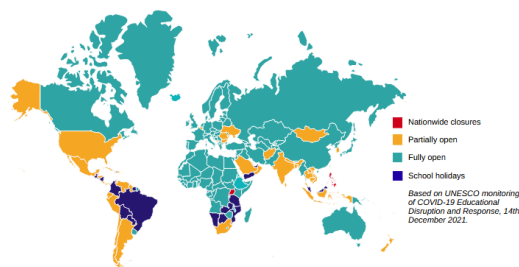 Nationwide closures
Partially open
Fully open
School holidays
Based on UNESCO monitoring
of COVID-19 Educational
Disruption and Response, 14th
December 2021.